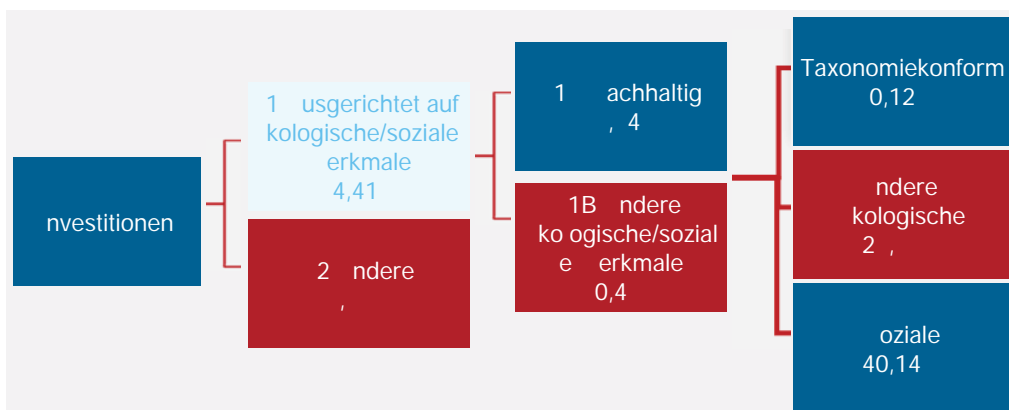 nvestitionen
1 usgerichtet auf
kologische/soziale
erkmale
4,41
2 ndere
,
1 achhaltig
, 4
1B ndere
ko ogische/sozial
e erkmale
0,4
Taxonomiekonform
0,12
ndere
kologische
2 ,
oziale
40,14